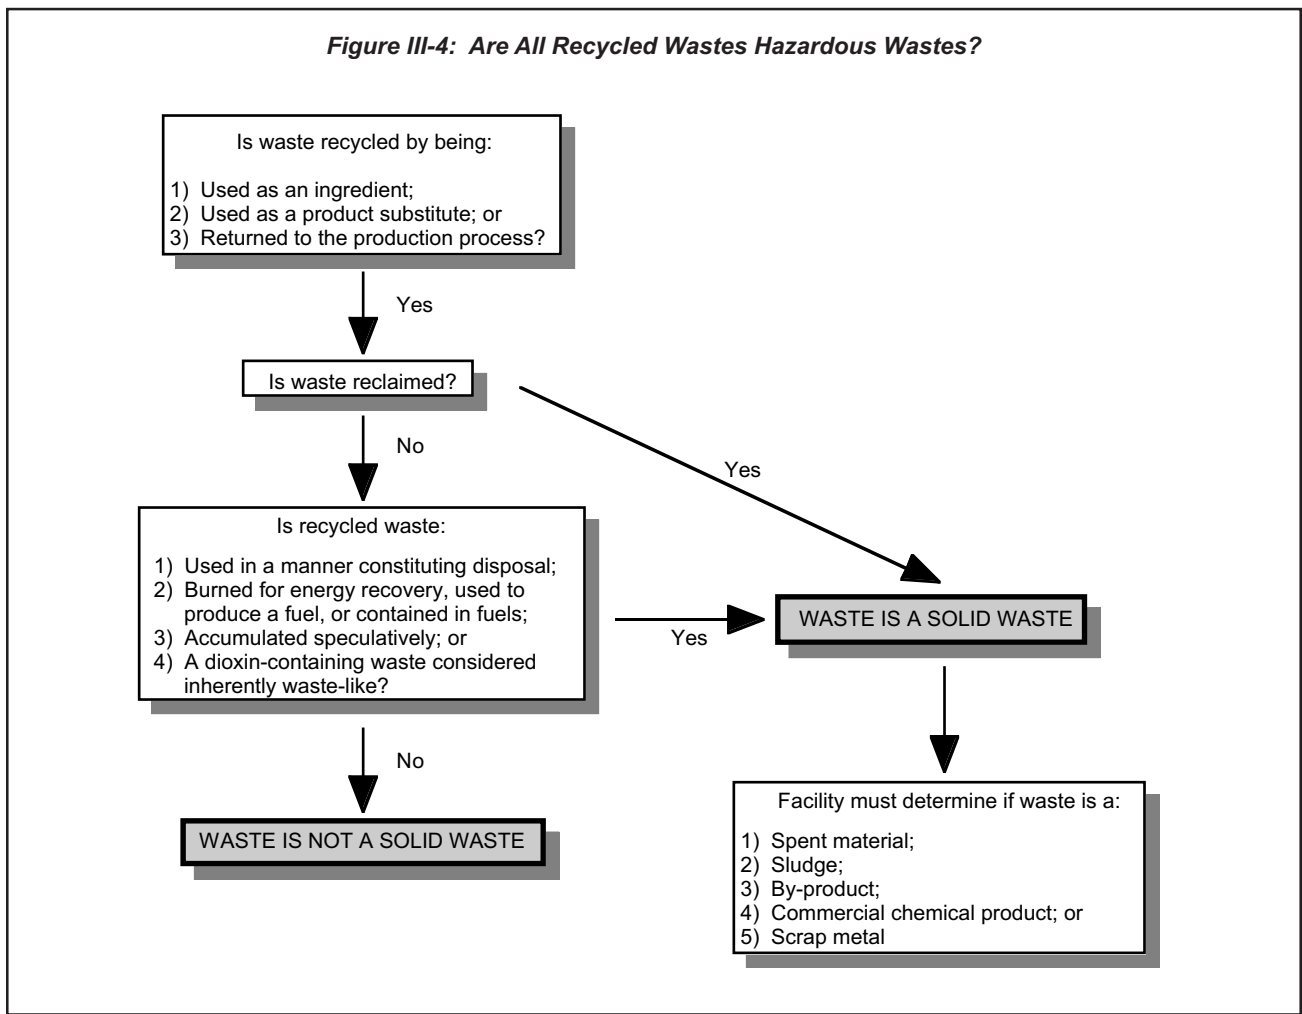 Figure III-4: Are All Recycled Wastes Hazardous Wastes?
Is waste recycled by being:
1) Used as an ingredient;
2) Used as a product substitute; or
3) Returned to the production process?
Yes
Is waste reclaimed?
No
Yes
Is recycled waste:
1) Used in a manner constituting disposal;
2) Burned for energy recovery, used to
produce a fuel, or contained in fuels;
3) Accumulated speculatively; or
4) A dioxin-containing waste considered
inherently waste-like?
Yes
WASTE IS A SOLID WASTE
No
WASTE IS NOT A SOLID WASTE
Facility must determine if waste is a:
1) Spent material;
2) Sludge;
3) By-product;
4) Commercial chemical product; or
5) Scrap metal